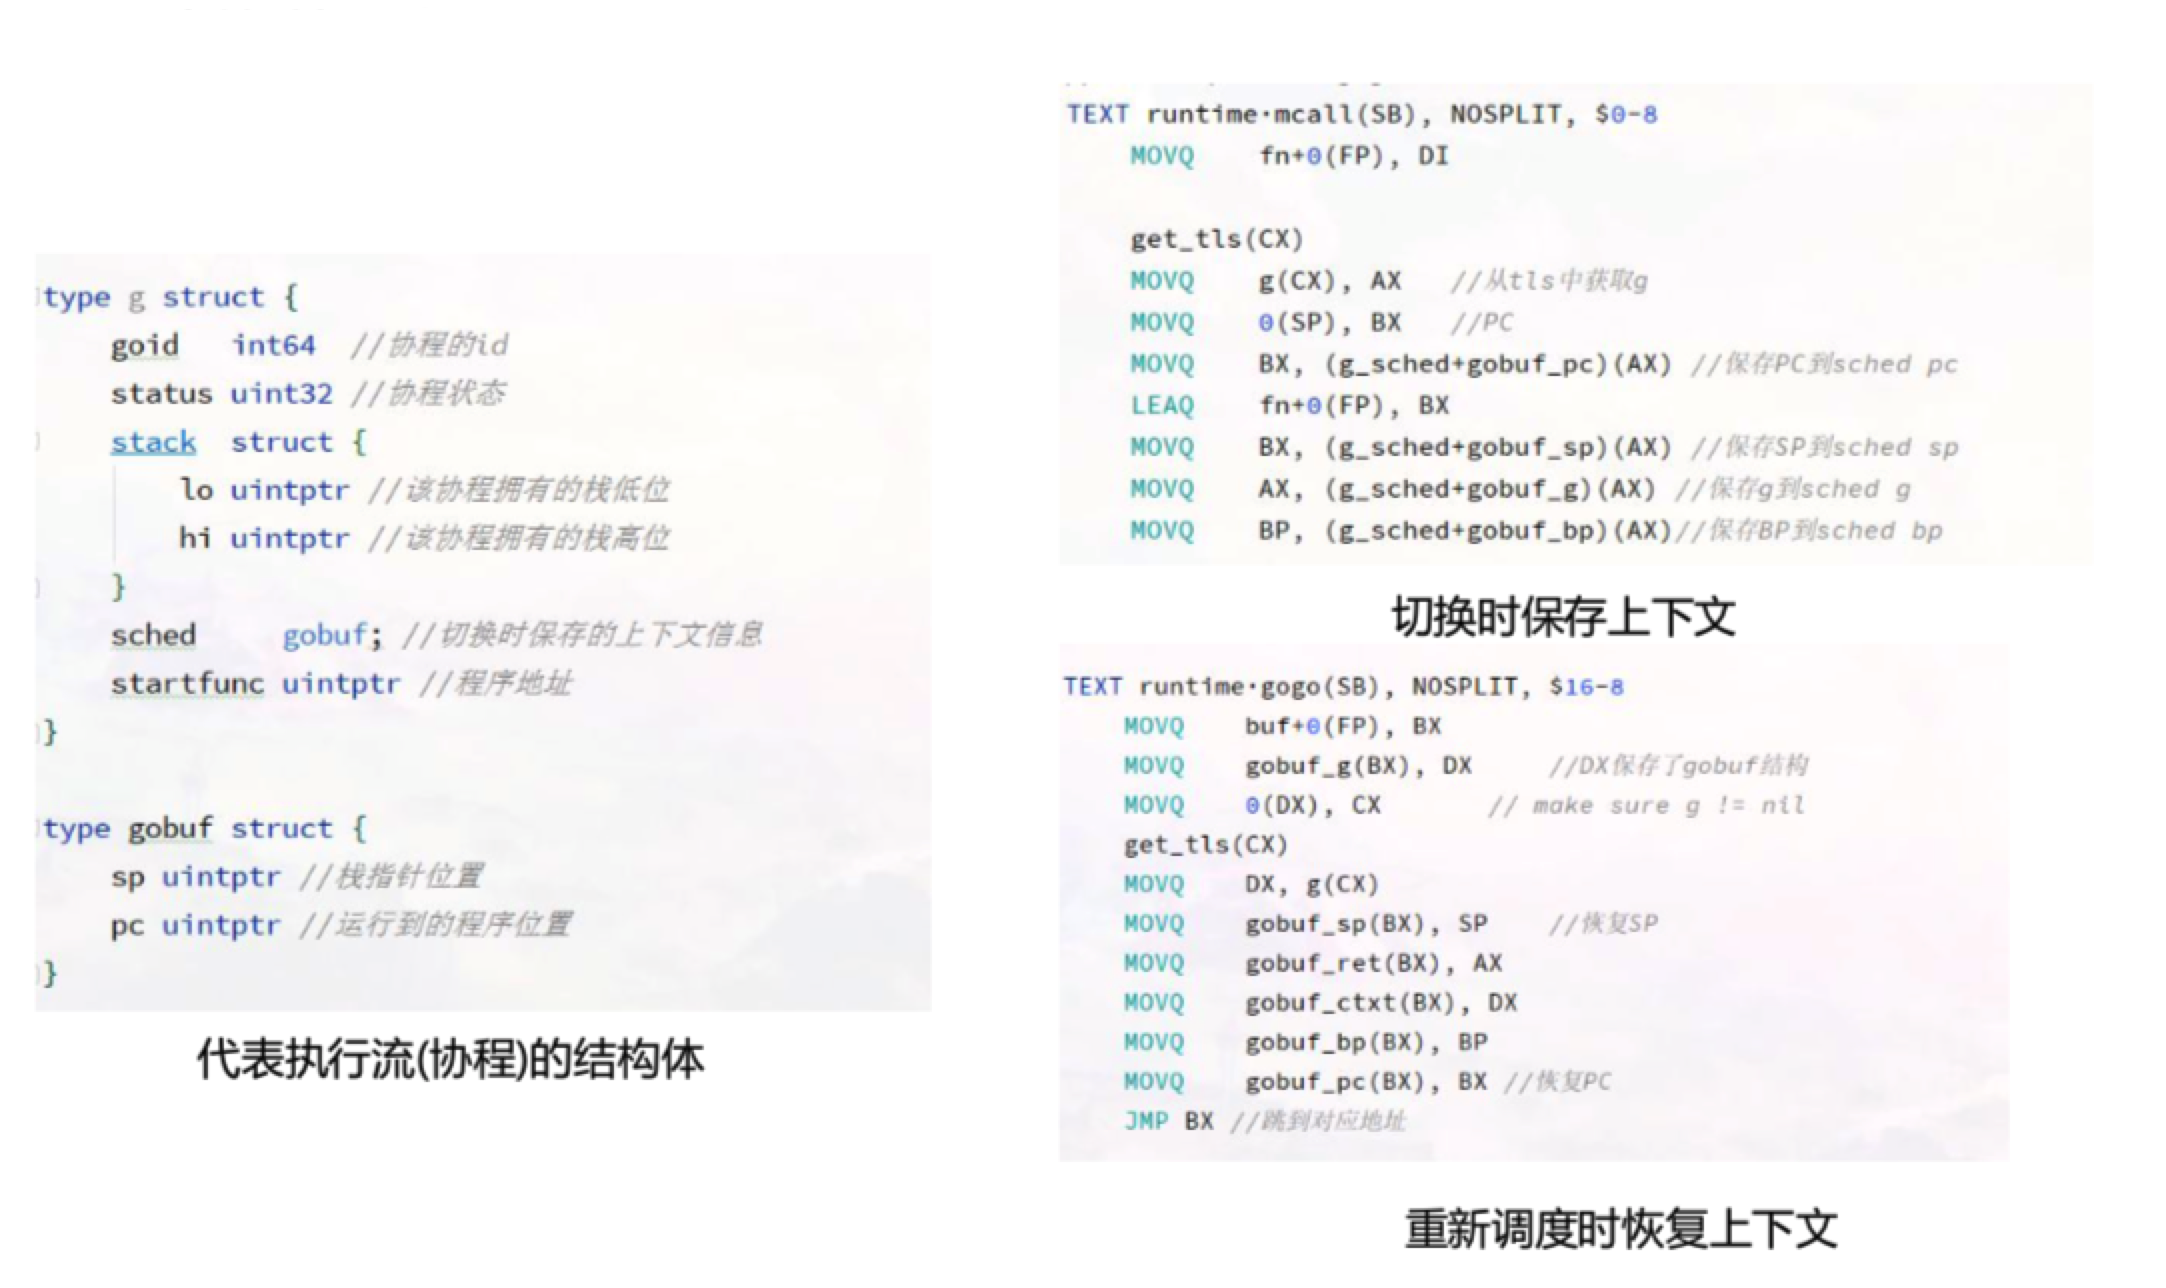 type g struct {
goid int64 //协程的id
status uint32 //协程状态
stack struct {
lo uintptr //该协程拥有的栈低位
hi uintptr //该协程拥有的栈高位
}
sched gobuf; //切换时保存的上下文信息
startfunc uintptr //程序地址
}
type gobuf struct {
sp uintptr //栈指针位置
pc uintptr //运行到的程序位置
}
代表执行流(协程)的结构体
TEXT runtime·mcall(SB), NOSPLIT, $0-8
MOVQ fn+0(FP), DI
get_tls(CX)
MOVQ g(CX), AX //从tls中获取g
MOVQ 0(SP), BX //PC
MOVQ BX, (g_sched+gobuf_pc)(AX) //保存PC到sched pc
LEAQ fn+0(FP), BX
MOVQ BX, (g_sched+gobuf_sp)(AX) //保存SP到sched sp
MOVQ AX, (g_sched+gobuf_g)(AX) //保存g到sched g
MOVQ BP, (g_sched+gobuf_bp)(AX)//保存BP到sched bp
切换时保存上下文
TEXT runtime·gogo(SB), NOSPLIT, $16-8
MOVQ buf+0(FP), BX
MOVQ gobuf_g(BX), DX //DX保存了gobuf结构
MOVQ 0(DX), CX // make sure g != nil
get_tls(CX)
MOVQ DX, g(CX)
MOVQ gobuf_sp(BX), SP //恢复SP
MOVQ gobuf_ret(BX), AX
MOVQ gobuf_ctxt(BX), DX
MOVQ gobuf_bp(BX), BP
MOVQ gobuf_pc(BX), BX //恢复PC
JMP BX //跳到对应地址
重新调度时恢复上下文